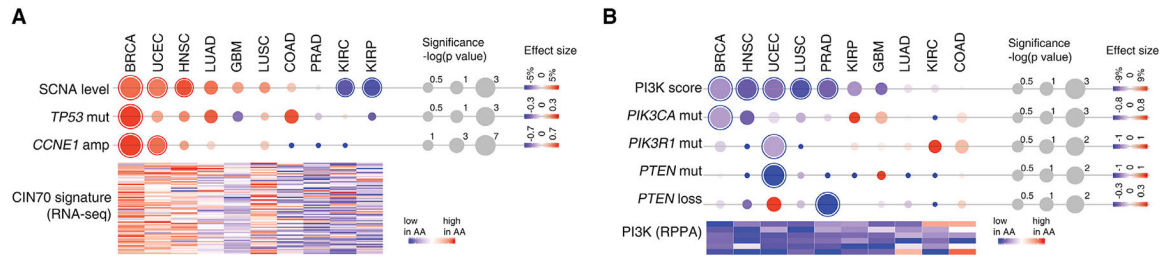 A
BRCA UCEC HNSC LUAD GBM LUSC COAD PRAD KIRC KIRP
Significance
-log(p value)
Effect size
SCNA level
0.5 1 3
-5% 0 5%
TP53 mut
0.5 1 3
-0.3 0 0.3
CCNE1 amp
1 3 7
-0.7 0 0.7
CIN70 signature
(RNA-seq)
low
in AA
high
in AA
B
BRCA HNSC UCEC LUSC PRAD KIRP GBM LUAD KIRC COAD
Significance
-log(p value)
Effect size
PI3K score
0.5 1 3
-9% 0 9%
PIK3CA mut
0.5 1 3
-0.8 0 0.8
PIK3R1 mut
0.5 1 2
-1 0 1
PTEN mut
0.5 1 2
-1 0 1
PTEN loss
0.5 1 2
-0.3 0 0.3
PI3K (RPPA)
low
in AA
high
in AA